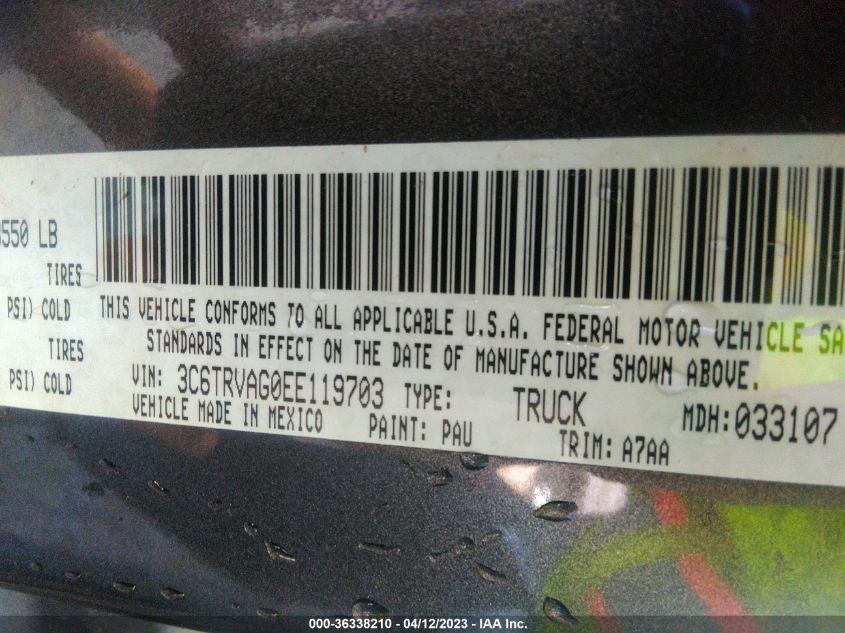 550 LB
TIRES
PSI) COLD
TIRES
PSI) COLD
THIS VEHICLE CONFORMS TO ALL APPLICABLE U.S.A. FEDERAL MOTOR VEHICLE SA
STANDARDS IN EFFECT ON THE DATE OF MANUFACTURE SHOWN ABOVE.
VIN: 3C6TRVAG0EE119703 TYPE: TRUCK MDH:033107
VEHICLE MADE IN MEXICO PAINT: PAU TRIM: A7AA
000-36338210 - 04/12/2023 - IAA Inc.